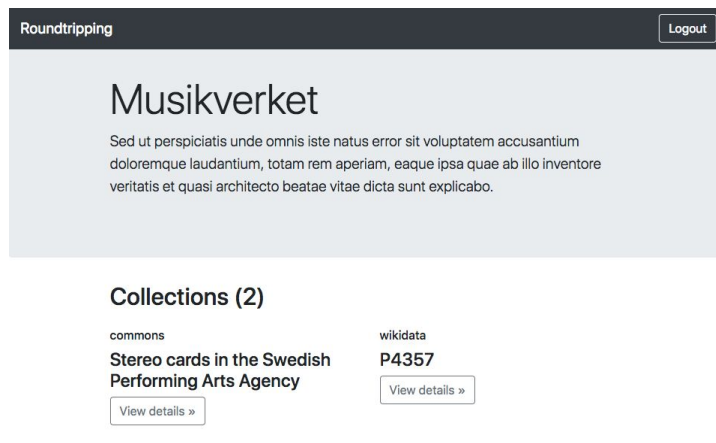 Roundtripping
Logout
Musikverket
Sed ut perspiciatis unde omnis iste natus error sit voluptatem accusantium
doloremque laudantium, totam rem aperiam, eaque ipsa quae ab illo inventore
veritatis et quasi architecto beatae vitae dicta sunt explicabo.
Collections (2)
commons
Stereo cards in the Swedish
Performing Arts Agency
View details »
wikidata
P4357
View details »